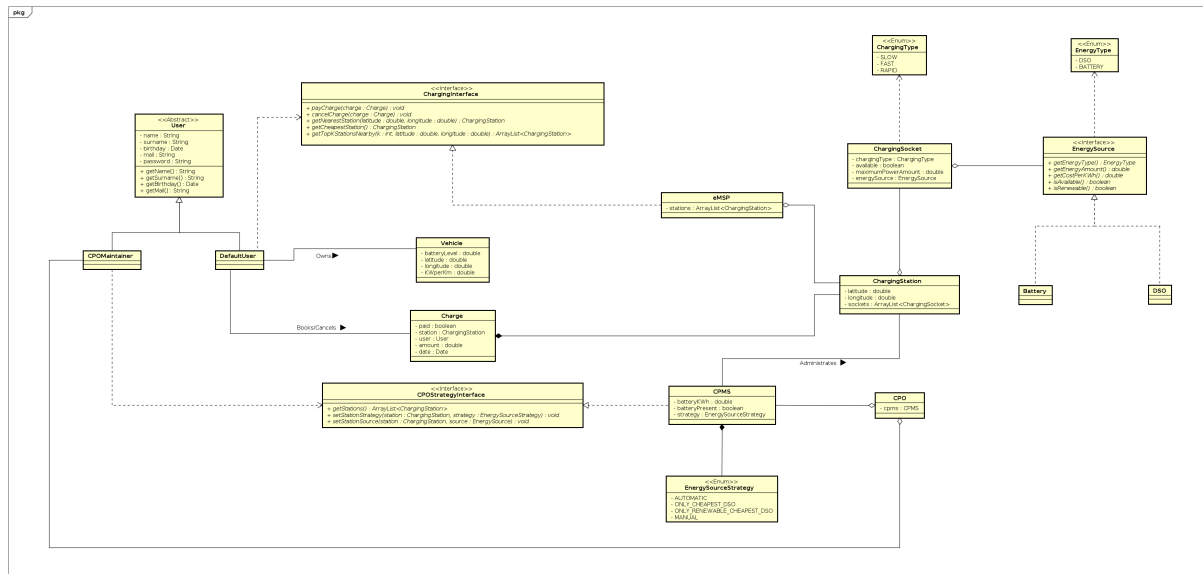 pkg
<<Enum>>
ChargingType
- SLOW
- FAST
- RAPID
<<Enum>>
EnergyType
- DSO
- BATTERY
<<Interface>>
ChargingInterface
+ payCharge(charge : Charge) : void
+ cancelCharge(charge : Charge) : void
+ getNearestStation(latitude : double, longitude : double) : ChargingStation
+ getCheapestStation() : ChargingStation
+ getTopKStationsNearby(k : int, latitude : double, longitude : double) : ArrayList<ChargingStation>
<<Abstract>>
User
- name : String
- surname : String
- birthday : Date
- mail : String
- password : String
+ getName() : String
+ getSurname() : String
+ getBirthday() : Date
+ getMail() : String
ChargingSocket
- chargingType : ChargingType
- available : boolean
- maximumPowerAmount : double
- energySource : EnergySource
<<Interface>>
EnergySource
+ getEnergyType() : EnergyType
+ getEnergyAmount() : double
+ getCostPerKWh() : double
+ isAvailable() : boolean
+ isRenewable() : boolean
eMSP
- stations : ArrayList<ChargingStation>
CPOMaintainer
DefaultUser
Owns
Vehicle
- batteryLevel : double
- latitude : double
- longitude : double
- KWperKm : double
ChargingStation
- latitude : double
- longitude : double
- sockets : ArrayList<ChargingSocket>
Battery
DSO
Books/Cancels
Charge
- paid : boolean
- station : ChargingStation
- user : User
- amount : double
- date : Date
Administrates
<<Interface>>
CPOStrategyInterface
+ getStations() : ArrayList<ChargingStation>
+ setStationStrategy(station : ChargingStation, strategy : EnergySourceStrategy) : void
+ setStationSource(station : ChargingStation, source : EnergySource) : void
CPMS
- batteryKWh : double
- batteryPresent : boolean
- strategy : EnergySourceStrategy
CPO
- cpms : CPMS
<<Enum>>
EnergySourceStrategy
- AUTOMATIC
- ONLY_CHEAPEST_DSO
- ONLY_RENEWABLE_CHEAPEST_DSO
- MANUAL